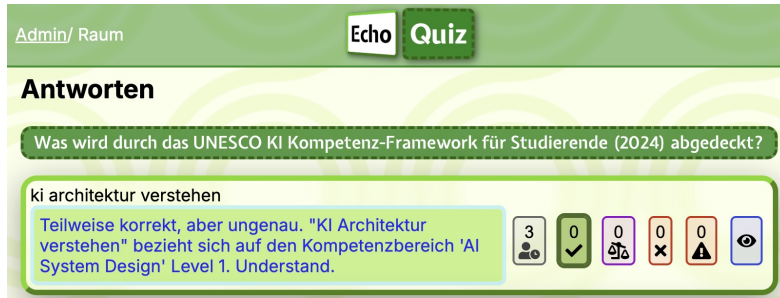 Admin/ Raum
Echo Quiz
Antworten
Was wird durch das UNESCO KI Kompetenz-Framework für Studierende (2024) abgedeckt?
ki architektur verstehen
Teilweise korrekt, aber ungenau. "KI Architektur
verstehen" bezieht sich auf den Kompetenzbereich 'AI
System Design' Level 1. Understand.
3 0 0 0 0